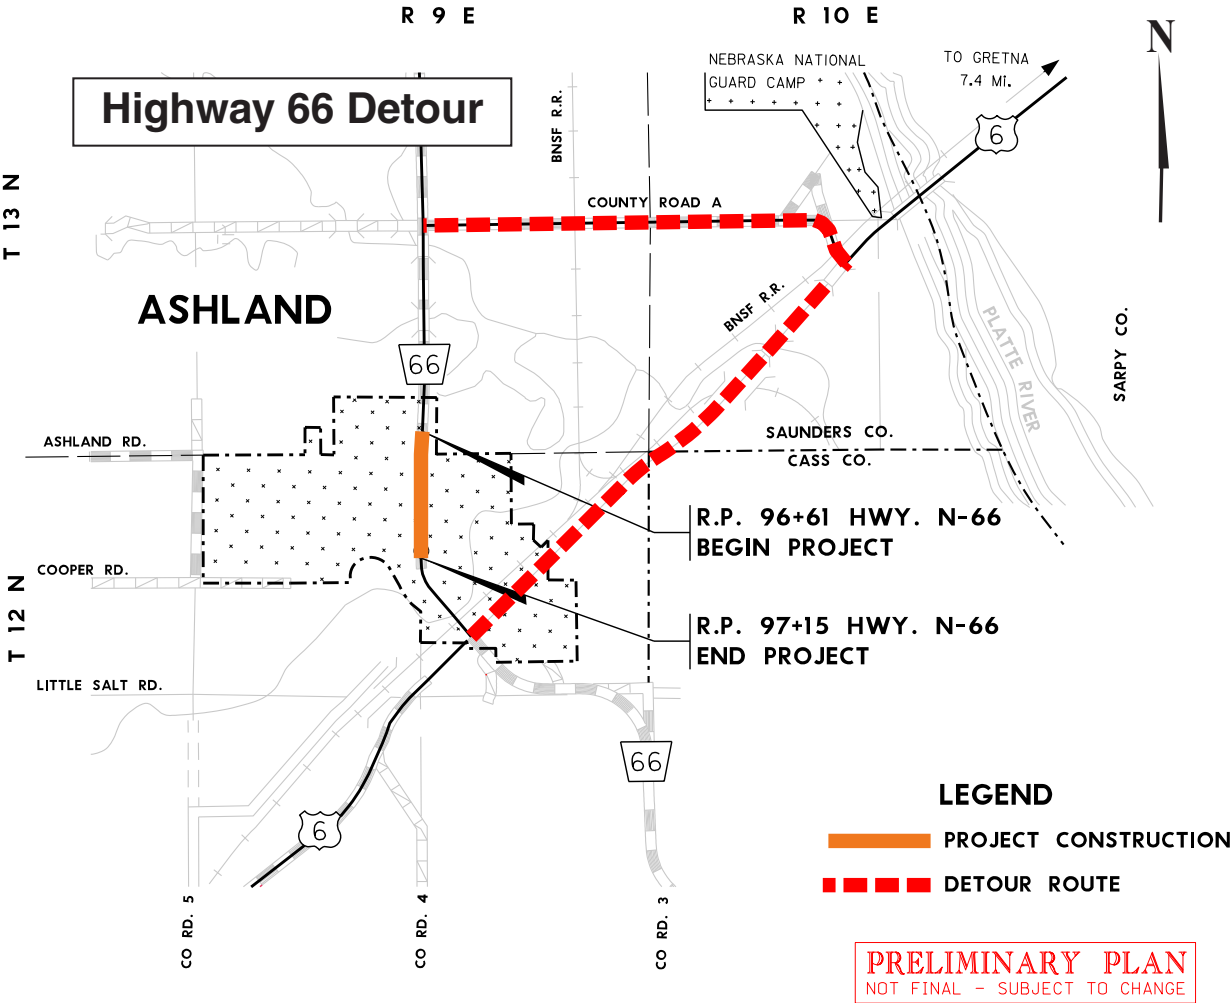 R 9 E
R 10 E
N
NEBRASKA NATIONAL
GUARD CAMP
TO GRETNA
7.4 Mi.
Highway 66 Detour
6
BNSF R.R.
T 13 N
COUNTY ROAD A
ASHLAND
BNSF R.R.
PLATTE RIVER
SARPY CO.
66
ASHLAND RD.
SAUNDERS CO.
CASS CO.
R.P. 96+61 HWY. N-66
BEGIN PROJECT
COOPER RD.
T 12 N
R.P. 97+15 HWY. N-66
END PROJECT
LITTLE SALT RD.
66
6
LEGEND
PROJECT CONSTRUCTION
DETOUR ROUTE
CO RD. 5
CO RD. 4
CO RD. 3
PRELIMINARY PLAN
NOT FINAL - SUBJECT TO CHANGE